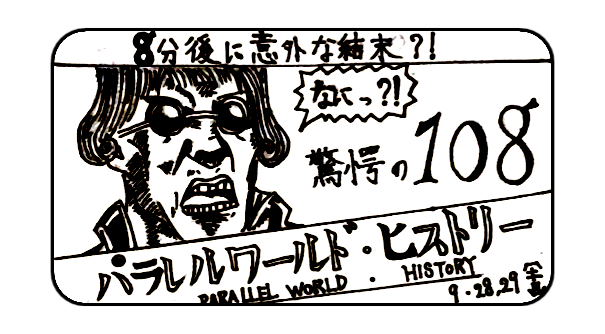 8分後に意外な結末?!
なにっ?!
驚愕の108
パラレルワールド・ヒストリー
PARALLEL WORLD・HISTORY
9・28,29